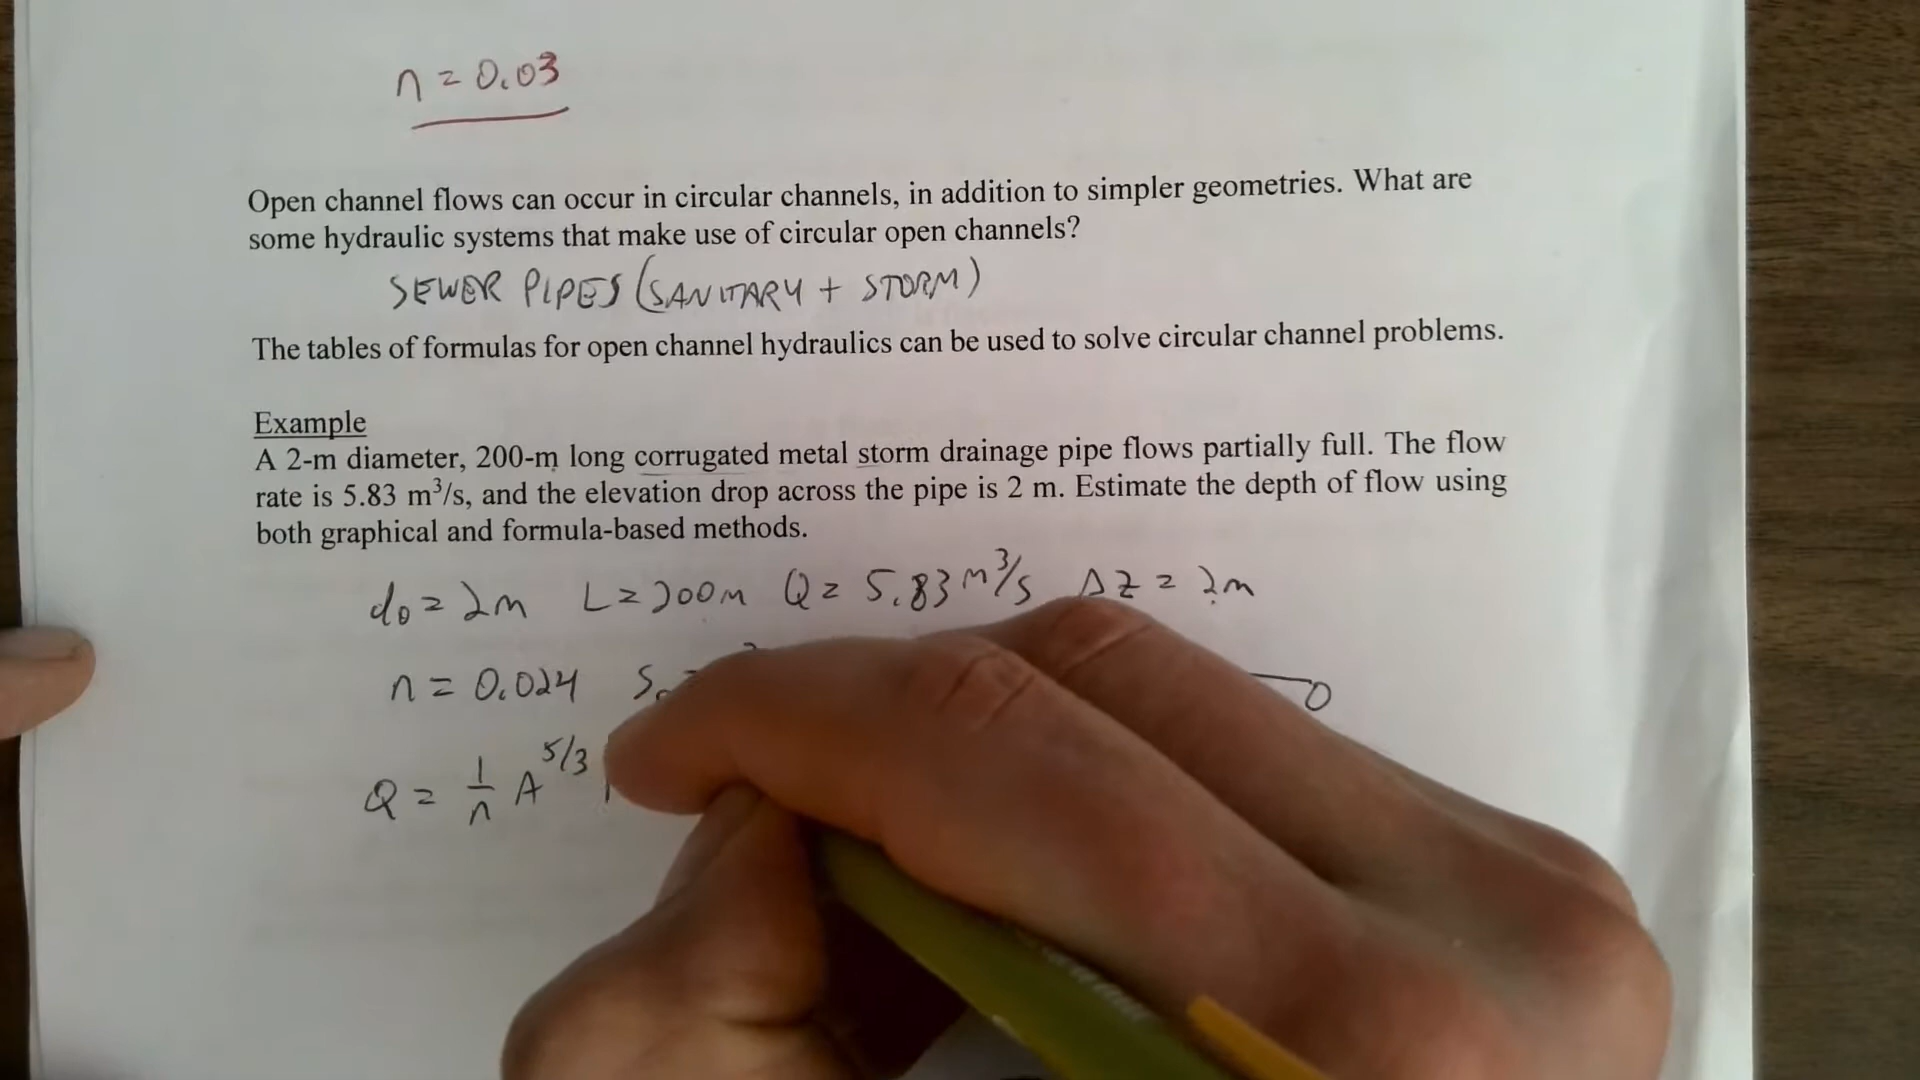 n = 0.03
Open channel flows can occur in circular channels, in addition to simpler geometries. What are
some hydraulic systems that make use of circular open channels?
SEWER PIPES (SANITARY + STORM)
The tables of formulas for open channel hydraulics can be used to solve circular channel problems.
Example
A 2-m diameter, 200-m long corrugated metal storm drainage pipe flows partially full. The flow
rate is 5.83 m³/s, and the elevation drop across the pipe is 2 m. Estimate the depth of flow using
both graphical and formula-based methods.
d₀ = 2m L = 200m Q = 5.83 m³/s ΔZ = 2m
n = 0.024 S₀
Q = 1/n A^5/3